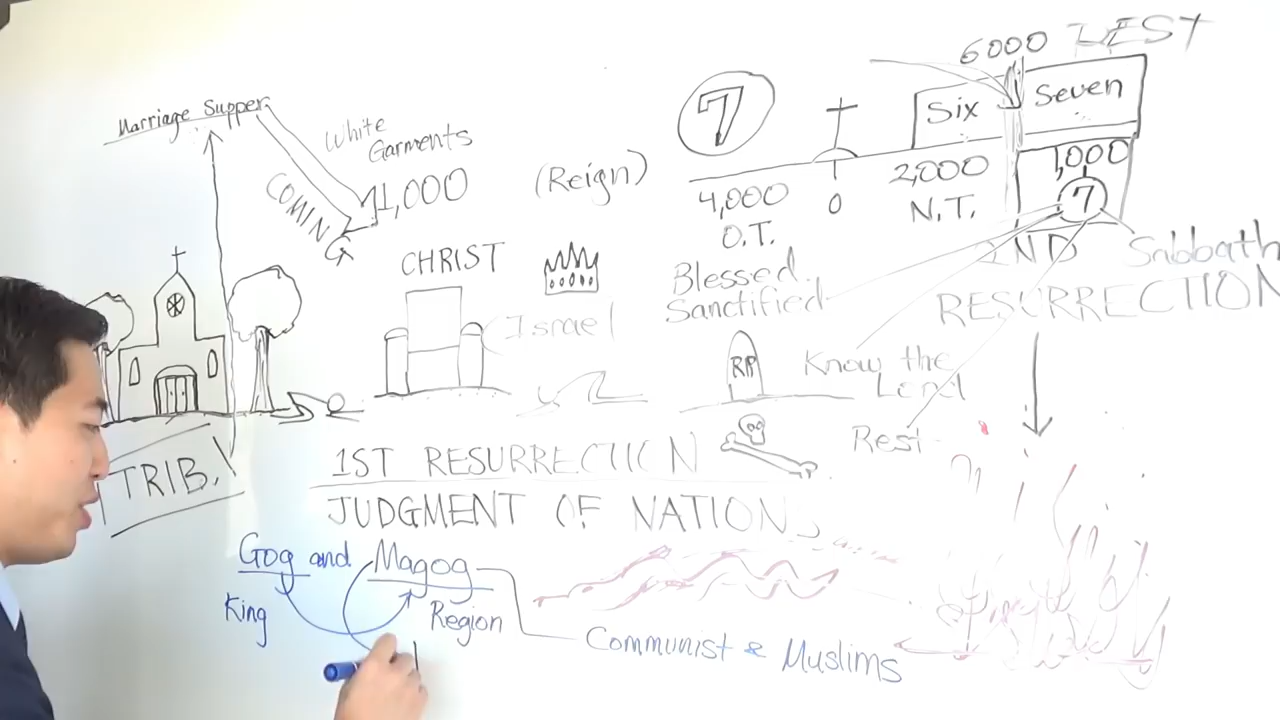 Marriage Supper
White
Garments
COMING
1,000
(Reign)
CHRIST
Israel
TRIB.
1ST RESURRECTION
JUDGMENT OF NATIONS
Gog and Magog
King
Region
Communist & Muslims
7
6000
Six
Seven
4,000
O.T.
0
2,000
N.T.
1,000
7
Blessed
Sanctified
Sabbath
RESURRECTION
RIP
Know the
Lord
Rest